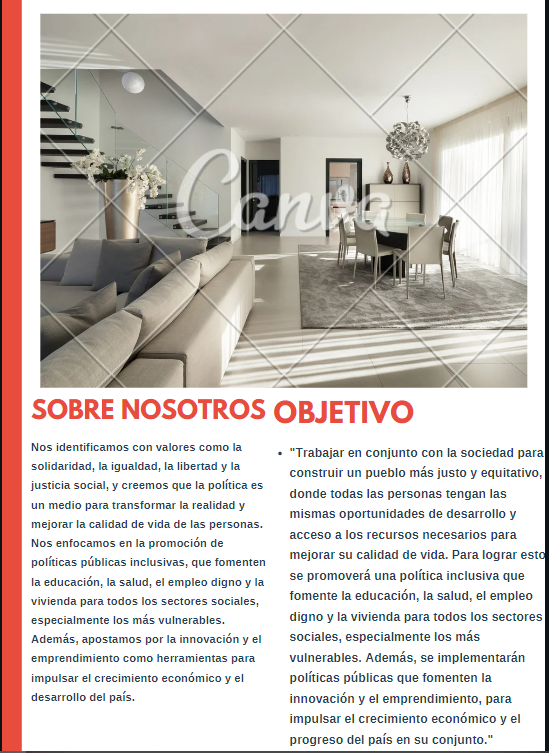 Canva
SOBRE NOSOTROS
Nos identificamos con valores como la
solidaridad, la igualdad, la libertad y la
justicia social, y creemos que la política es
un medio para transformar la realidad y
mejorar la calidad de vida de las personas.
Nos enfocamos en la promoción de
políticas públicas inclusivas, que fomenten
la educación, la salud, el empleo digno y la
vivienda para todos los sectores sociales,
especialmente los más vulnerables.
Además, apostamos por la innovación y el
emprendimiento como herramientas para
impulsar el crecimiento económico y el
desarrollo del país.
OBJETIVO
• "Trabajar en conjunto con la sociedad para
construir un pueblo más justo y equitativo,
donde todas las personas tengan las
mismas oportunidades de desarrollo y
acceso a los recursos necesarios para
mejorar su calidad de vida. Para lograr esto
se promoverá una política inclusiva que
fomente la educación, la salud, el empleo
digno y la vivienda para todos los sectores
sociales, especialmente los más
vulnerables. Además, se implementarán
políticas públicas que fomenten la
innovación y el emprendimiento, para
impulsar el crecimiento económico y el
progreso del país en su conjunto."